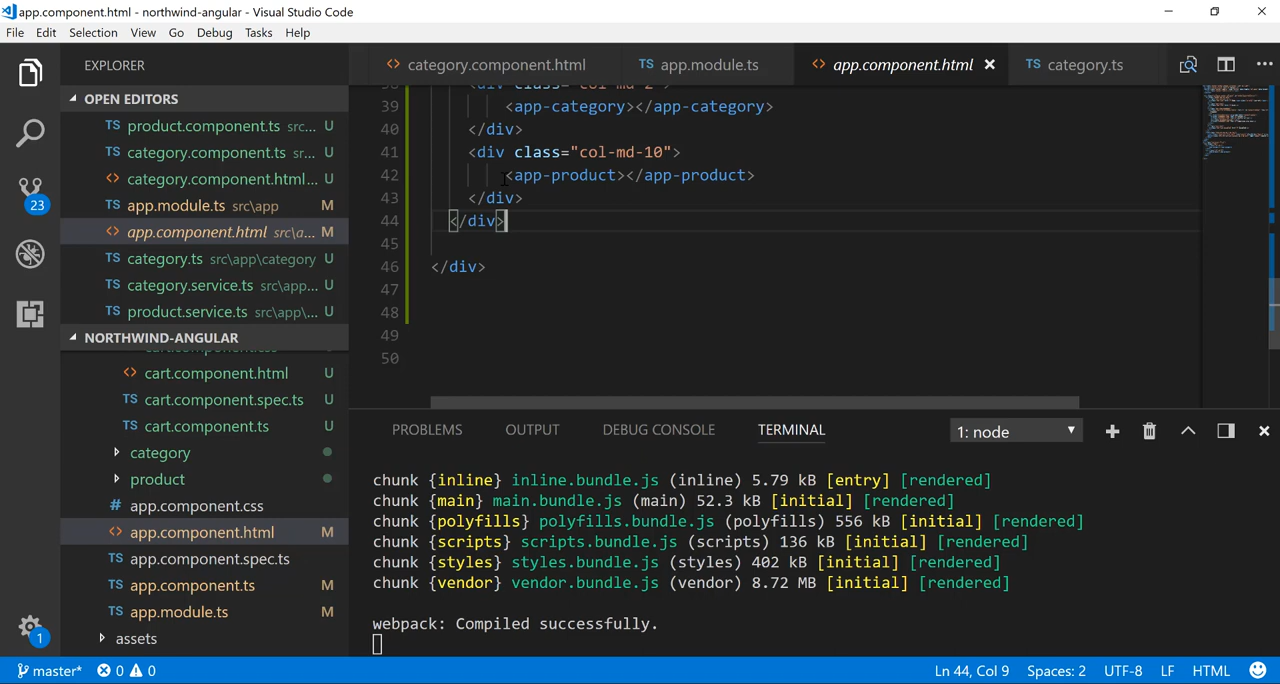 app.component.html - northwind-angular - Visual Studio Code
File Edit Selection View Go Debug Tasks Help
EXPLORER
<> category.component.html
TS app.module.ts
<> app.component.html
TS category.ts
OPEN EDITORS
TS product.component.ts src... U
TS category.component.ts sr... U
<> category.component.html... U
TS app.module.ts src\app M
<> app.component.html src\a... M
TS category.ts src\app\category U
TS category.service.ts src\app... U
TS product.service.ts src\app\... U
NORTHWIND-ANGULAR
<> cart.component.html U
TS cart.component.spec.ts U
TS cart.component.ts U
category
product
# app.component.css
<> app.component.html M
TS app.component.spec.ts
TS app.component.ts M
TS app.module.ts M
assets
23
1
38 <div class="col-md-2">
39 <app-category></app-category>
40 </div>
41 <div class="col-md-10">
42 <app-product></app-product>
43 </div>
44 </div>
45
46 </div>
47
48
49
50
PROBLEMS OUTPUT DEBUG CONSOLE TERMINAL 1: node
chunk {inline} inline.bundle.js (inline) 5.79 kB [entry] [rendered]
chunk {main} main.bundle.js (main) 52.3 kB [initial] [rendered]
chunk {polyfills} polyfills.bundle.js (polyfills) 556 kB [initial] [rendered]
chunk {scripts} scripts.bundle.js (scripts) 136 kB [initial] [rendered]
chunk {styles} styles.bundle.js (styles) 402 kB [initial] [rendered]
chunk {vendor} vendor.bundle.js (vendor) 8.72 MB [initial] [rendered]
webpack: Compiled successfully.
master* 0 0 Ln 44, Col 9 Spaces: 2 UTF-8 LF HTML